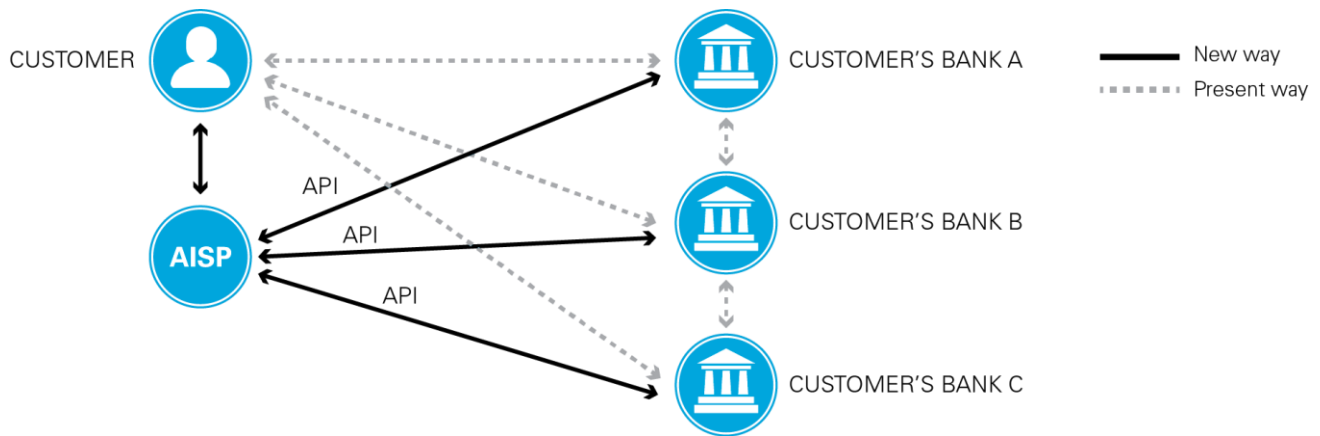 CUSTOMER
CUSTOMER'S BANK A
New way
Present way
API
API
CUSTOMER'S BANK B
AISP
API
CUSTOMER'S BANK C